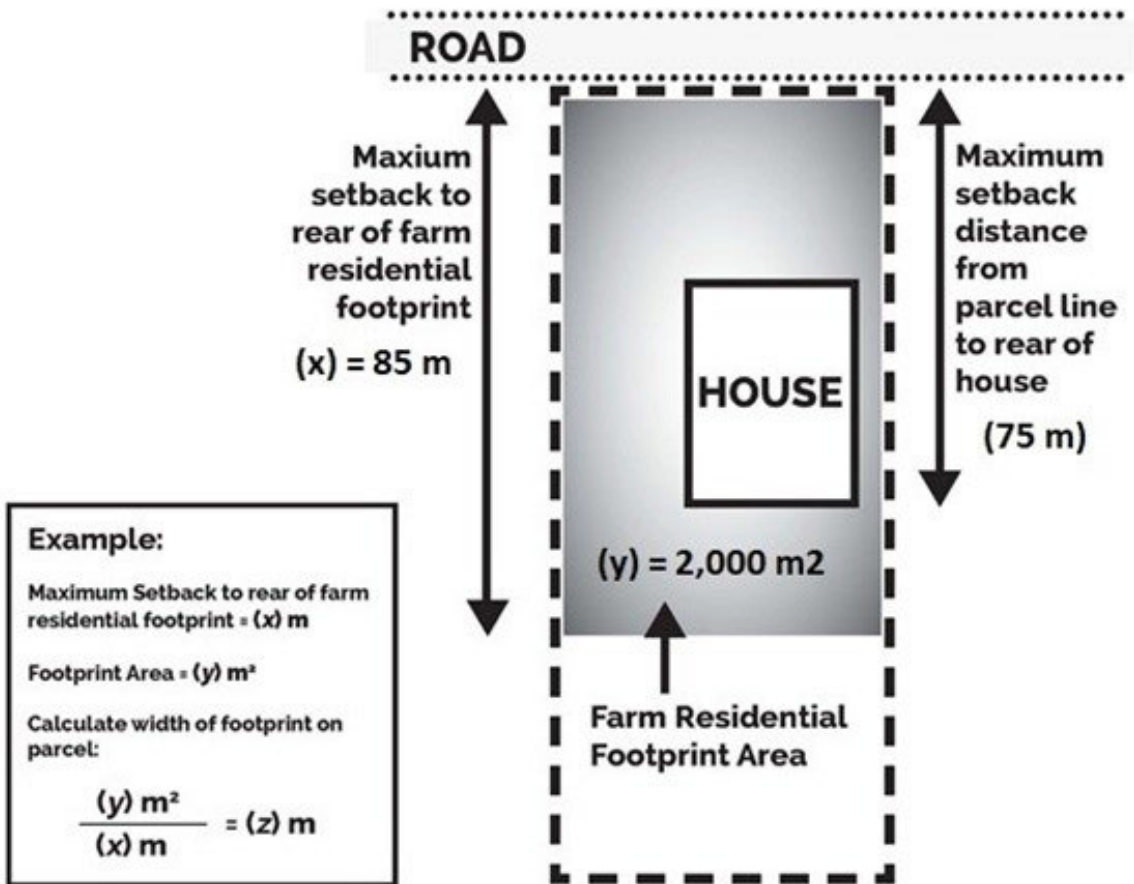 ROAD
Maxium
setback to
rear of farm
residential
footprint
(x) = 85 m
Maximum
setback
distance
from
parcel line
to rear of
house
(75 m)
HOUSE
(y) = 2,000 m2
Farm Residential
Footprint Area
Example:
Maximum Setback to rear of farm
residential footprint = (x) m
Footprint Area = (y) m²
Calculate width of footprint on
parcel:
(y) m²
(x) m
= (z) m